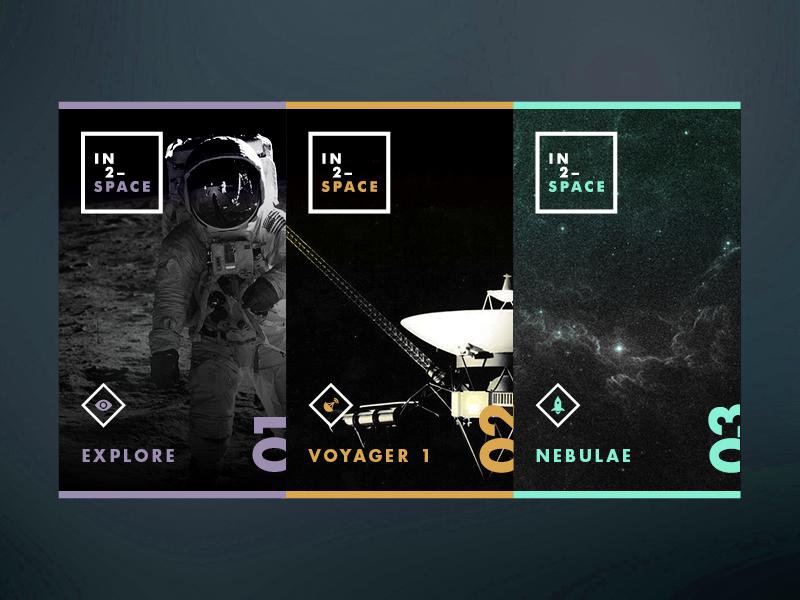 IN
2–
SPACE
EXPLORE
01
IN
2–
SPACE
VOYAGER 1
02
IN
2–
SPACE
NEBULAE
03